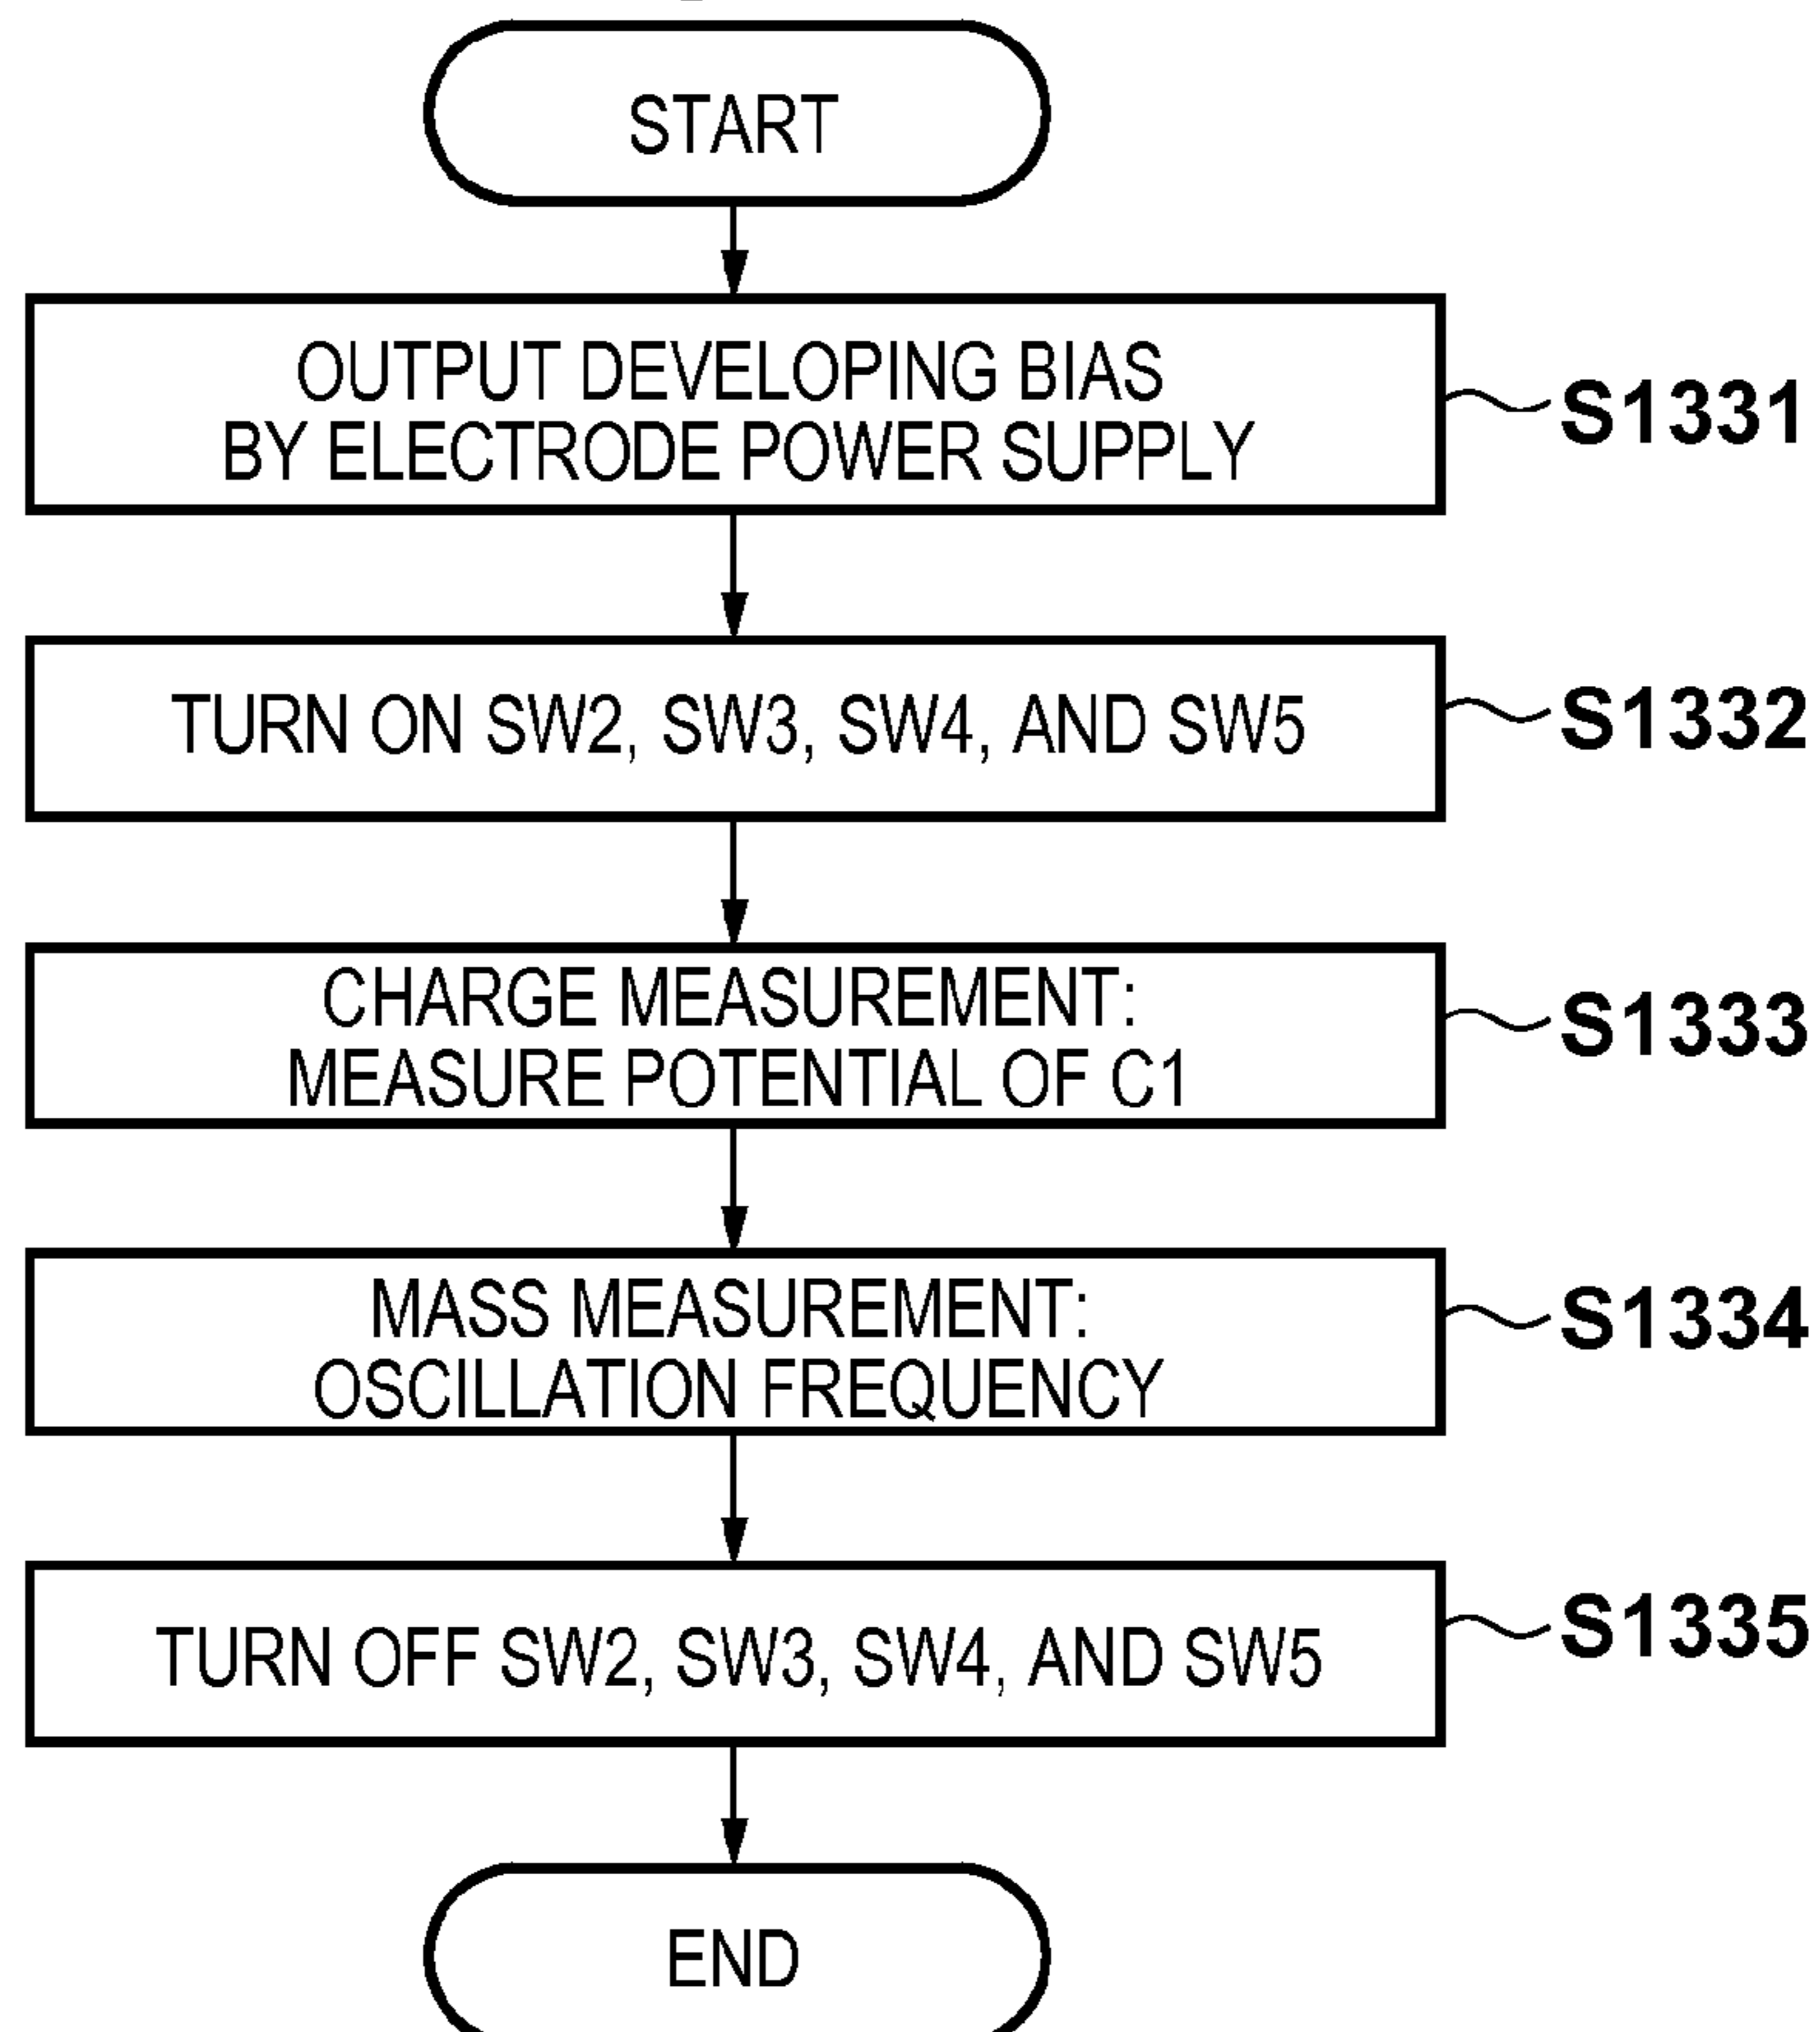 START
OUTPUT DEVELOPING BIAS
BY ELECTRODE POWER SUPPLY
S1331
TURN ON SW2, SW3, SW4, AND SW5
S1332
CHARGE MEASUREMENT:
MEASURE POTENTIAL OF C1
S1333
MASS MEASUREMENT:
OSCILLATION FREQUENCY
S1334
TURN OFF SW2, SW3, SW4, AND SW5
S1335
END